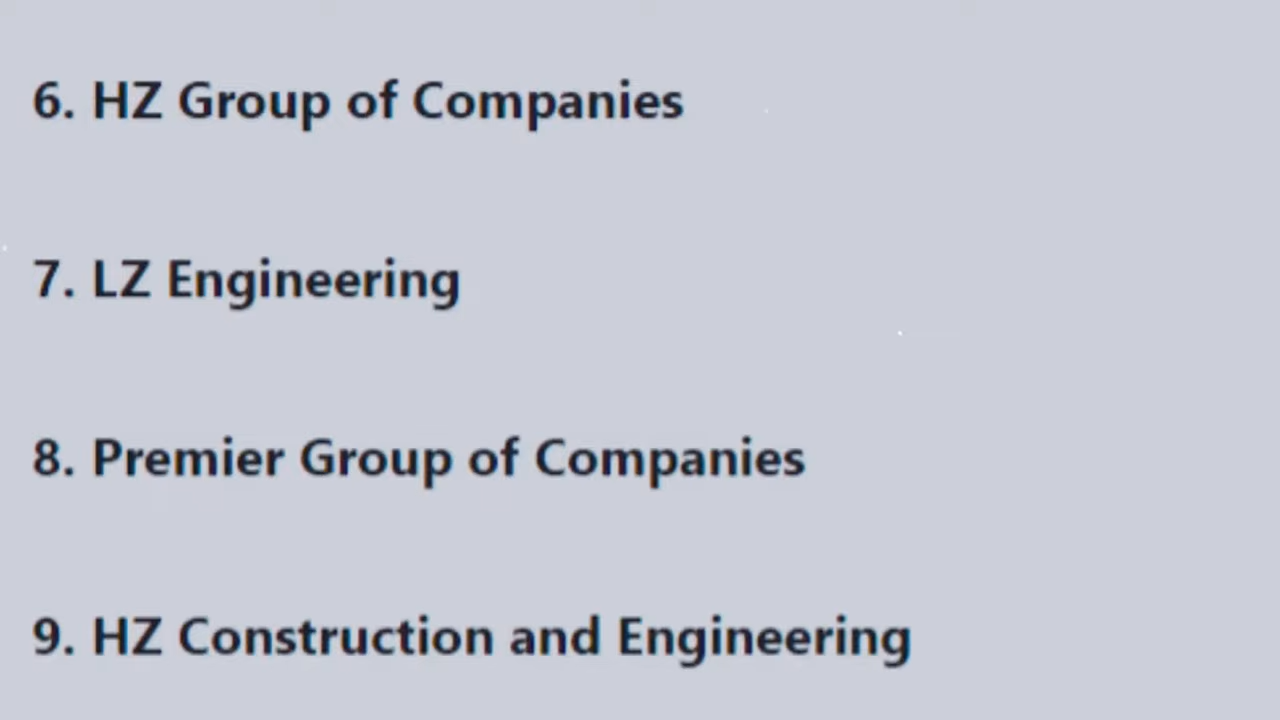 6. HZ Group of Companies
7. LZ Engineering
8. Premier Group of Companies
9. HZ Construction and Engineering